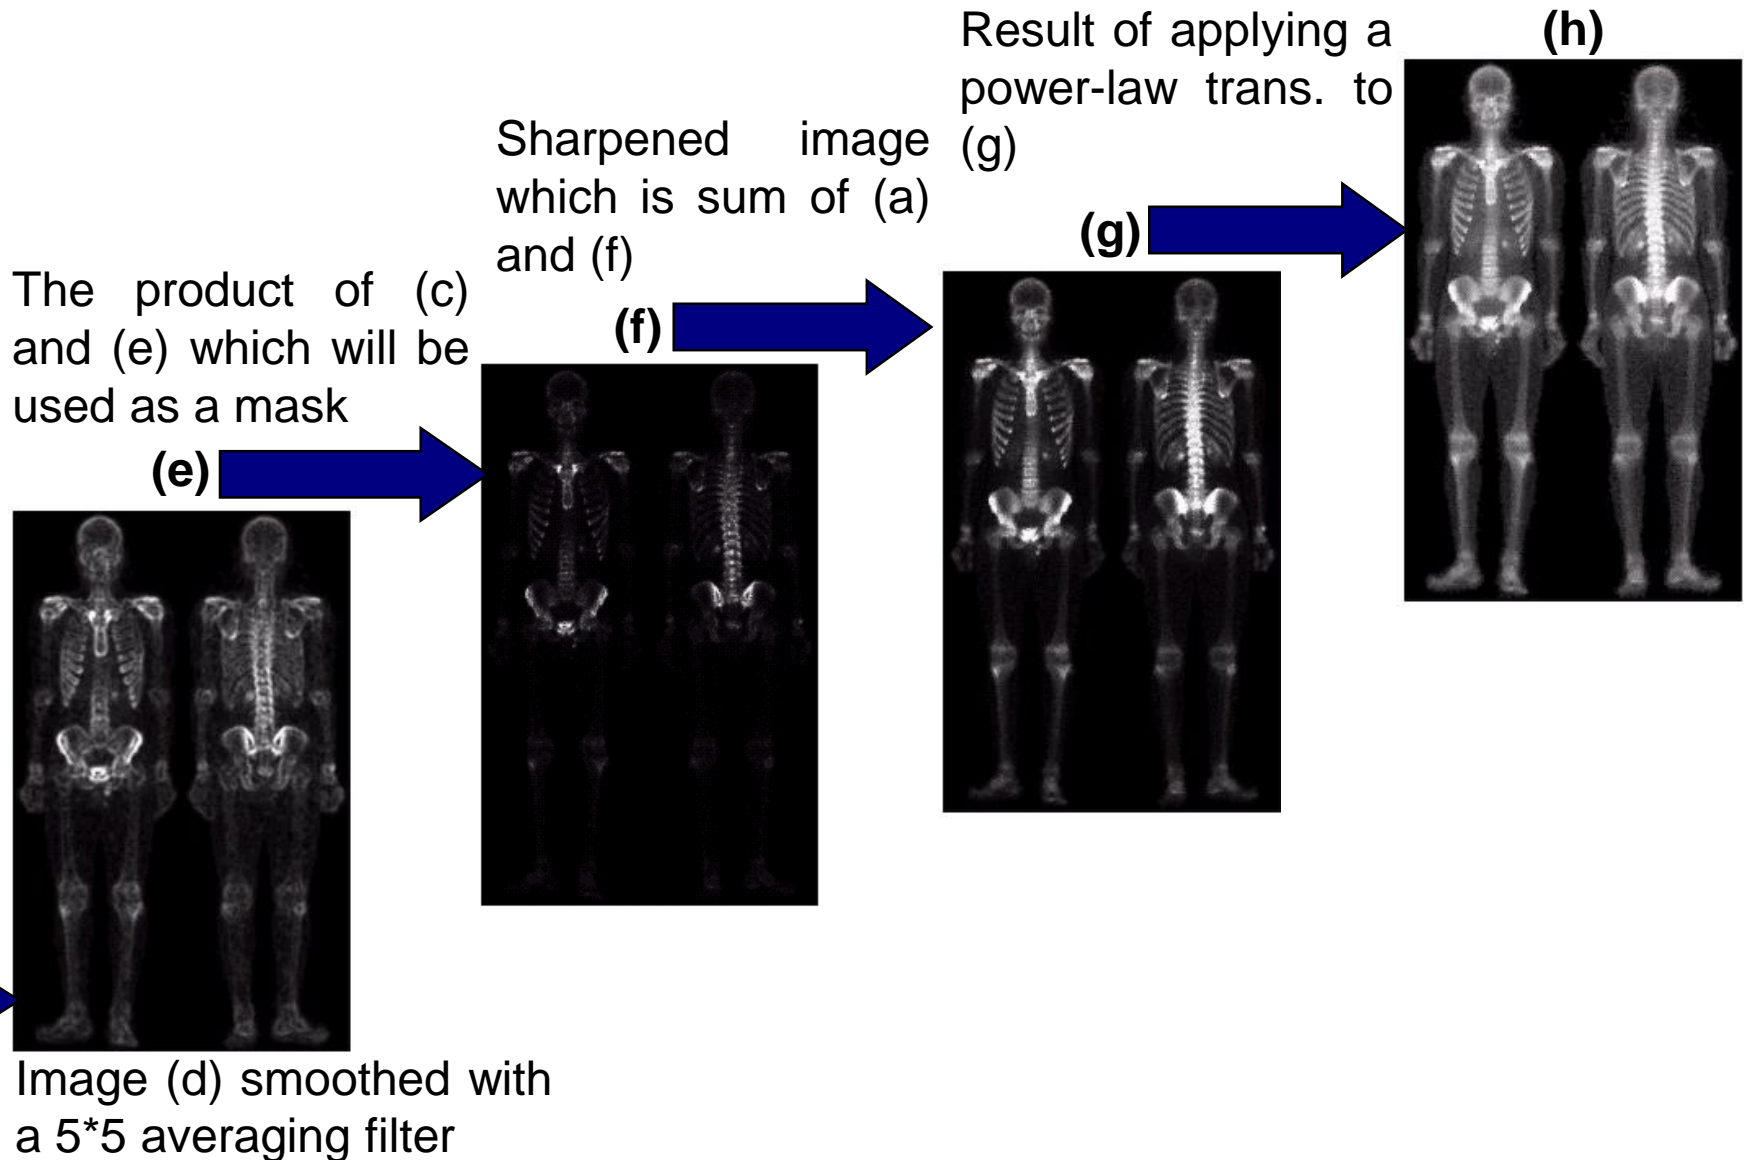 Result of applying a
power-law trans. to
(g)
(h)
Sharpened image
which is sum of (a)
and (f)
(g)
The product of (c)
and (e) which will be
used as a mask
(f)
(e)
Image (d) smoothed with
a 5*5 averaging filter